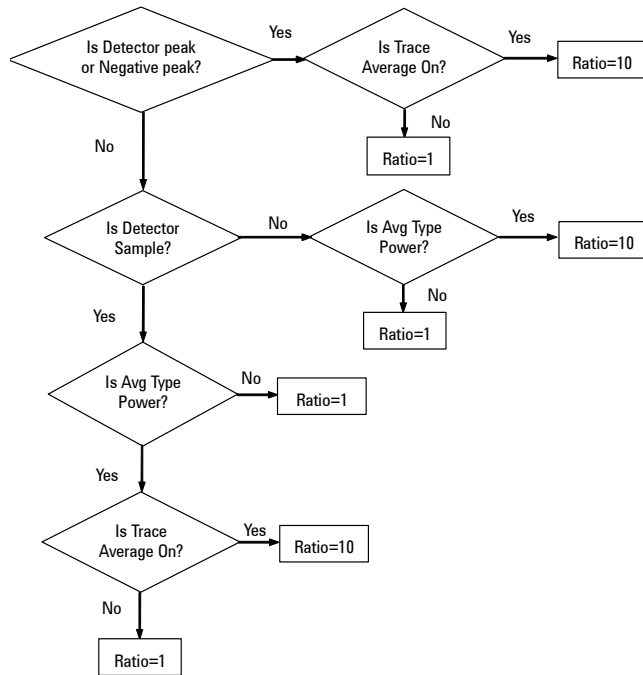 Is Detector peak
or Negative peak?
Yes
Is Trace
Average On?
Yes
Ratio=10
No
Ratio=1
No
Is Detector
Sample?
No
Is Avg Type
Power?
Yes
Ratio=10
No
Ratio=1
Yes
Is Avg Type
Power?
No
Ratio=1
Yes
Is Trace
Average On?
Yes
Ratio=10
No
Ratio=1